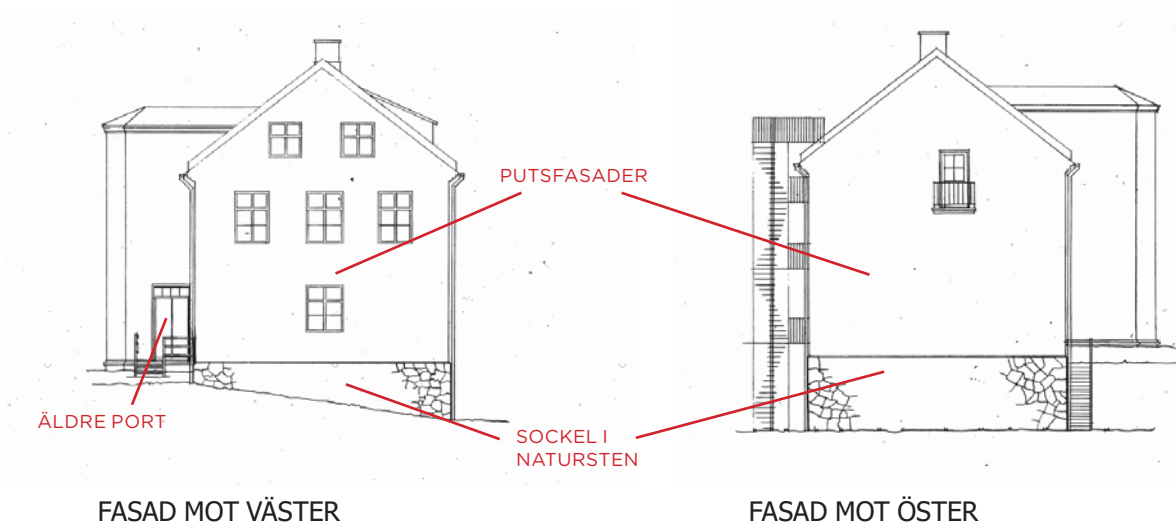 PUTSFASADER
ÄLDRE PORT
SOCKEL I
NATURSTEN
FASAD MOT VÄSTER
FASAD MOT ÖSTER